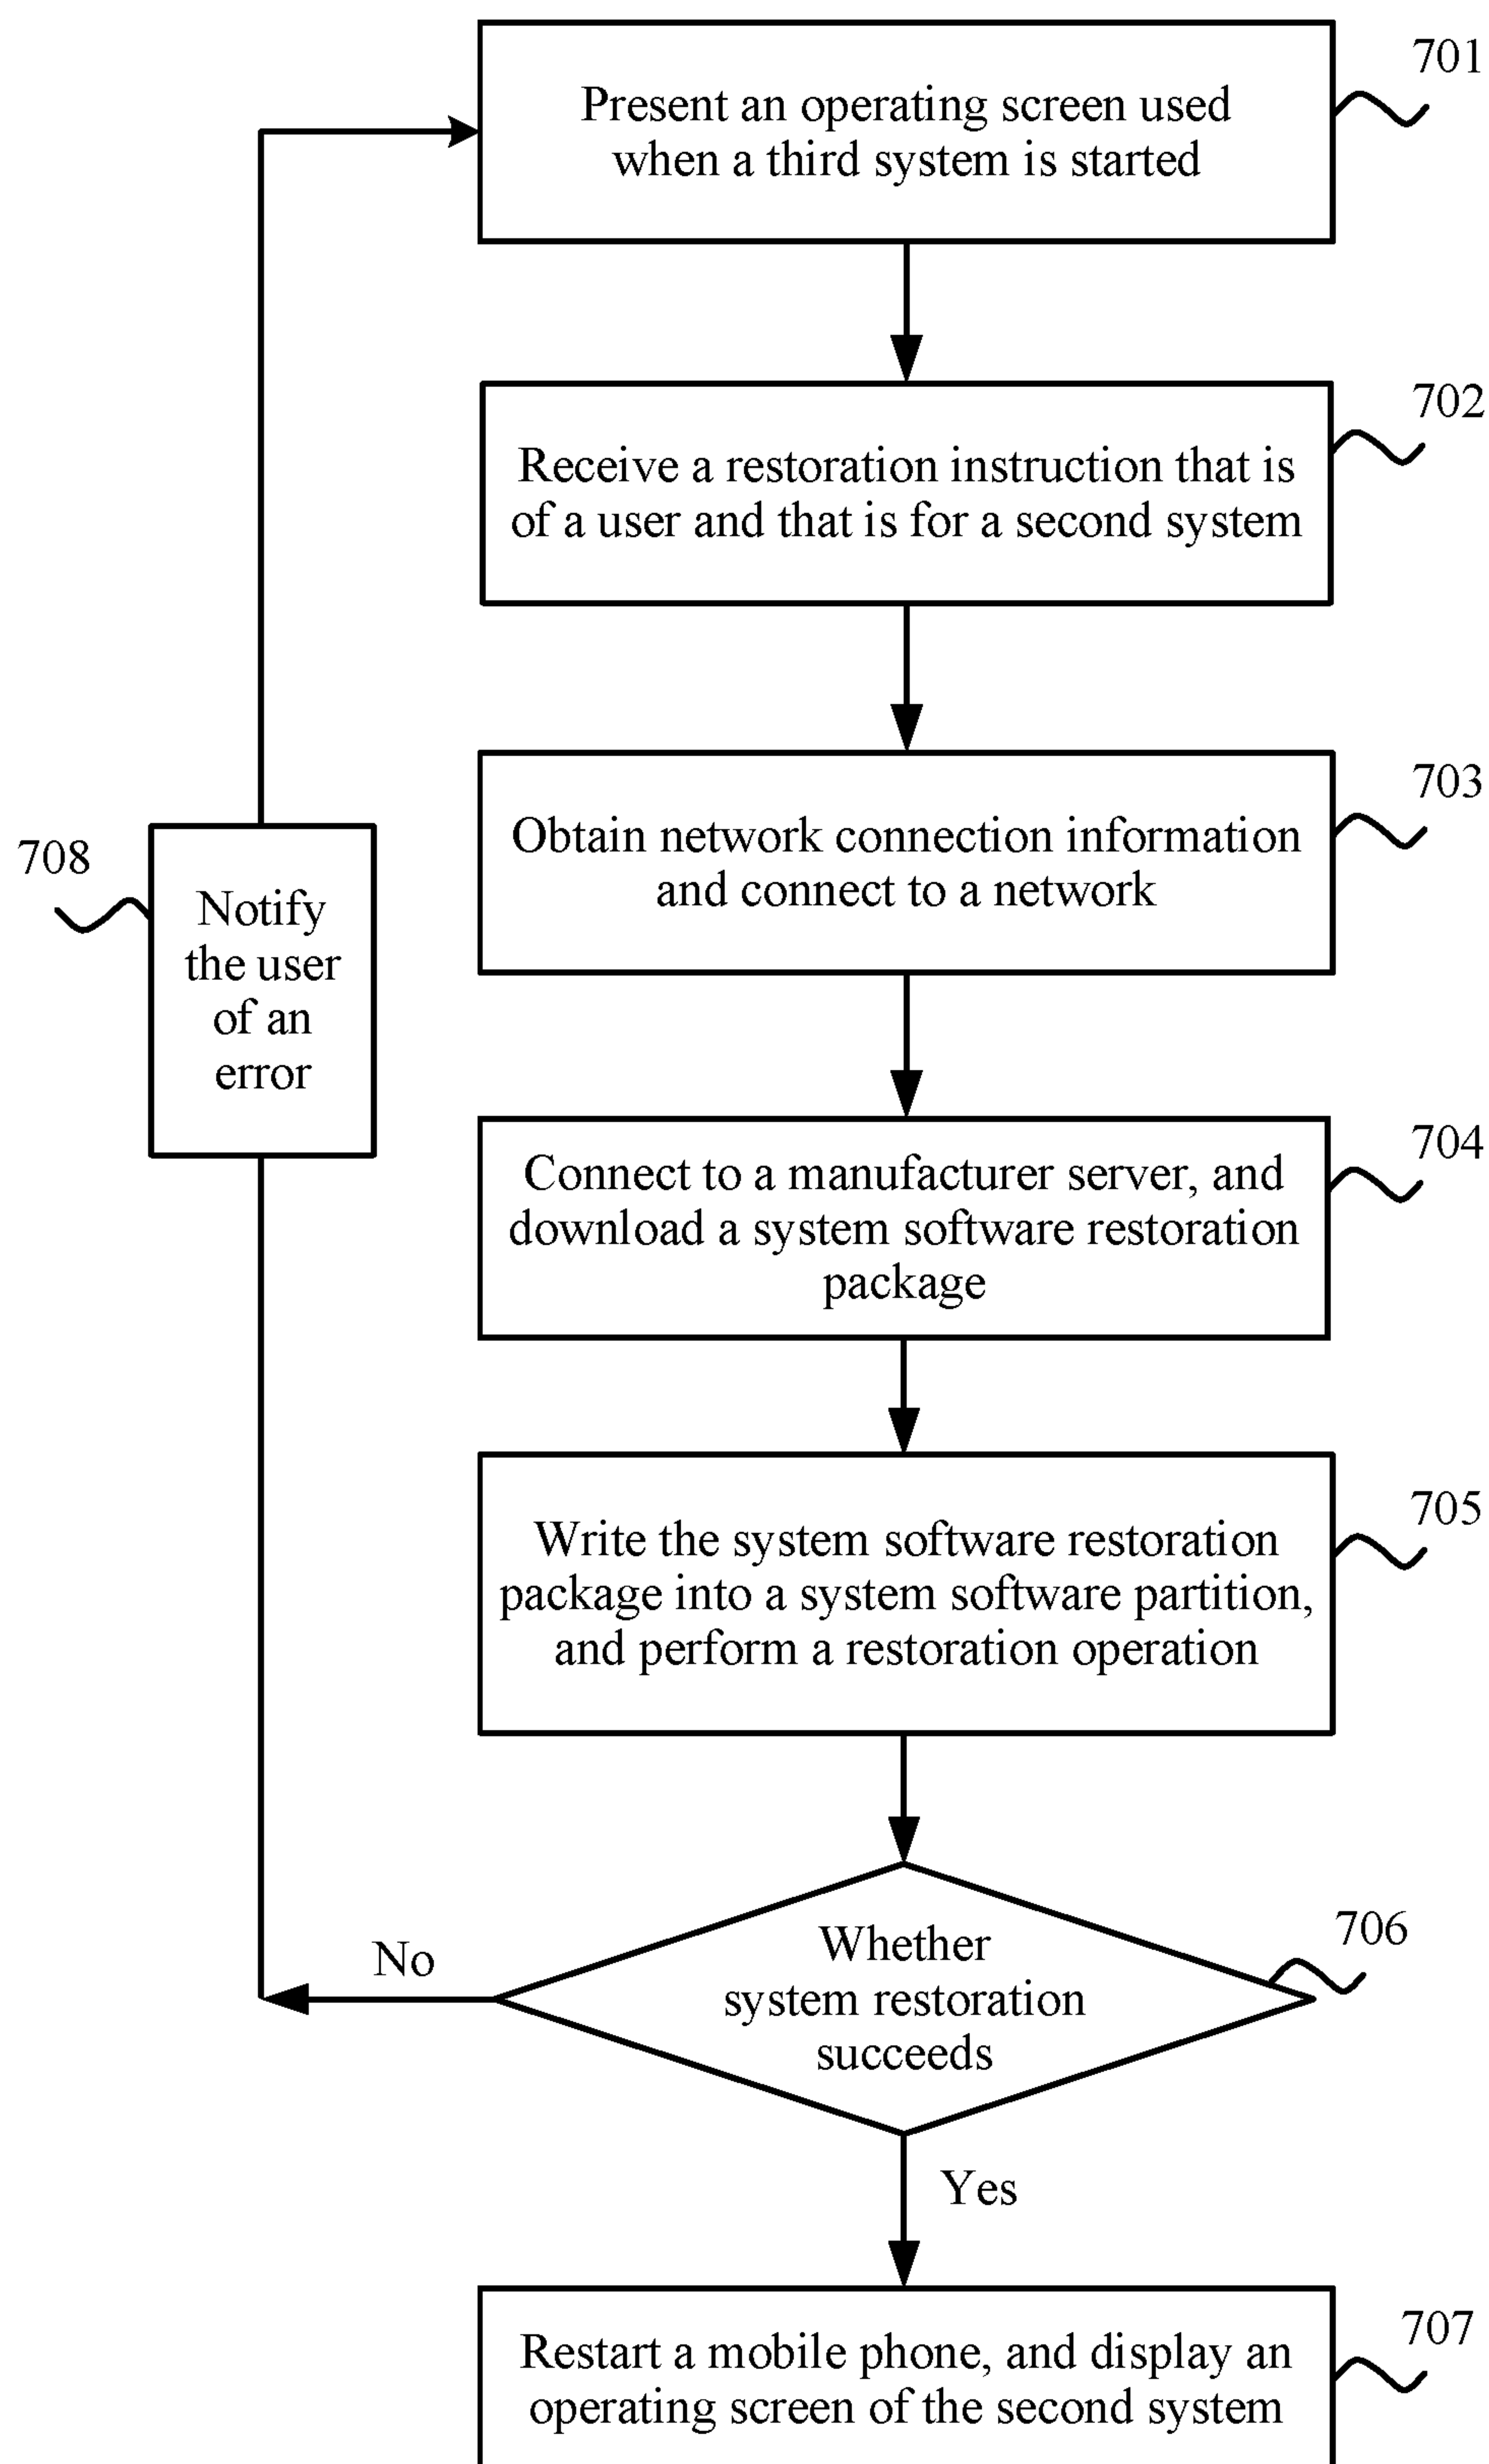 701
Present an operating screen used
when a third system is started
702
Receive a restoration instruction that is
of a user and that is for a second system
703
Obtain network connection information
and connect to a network
708
Notify
the user
of an
error
704
Connect to a manufacturer server, and
download a system software restoration
package
705
Write the system software restoration
package into a system software partition,
and perform a restoration operation
706
Whether
system restoration
succeeds
No
Yes
707
Restart a mobile phone, and display an
operating screen of the second system